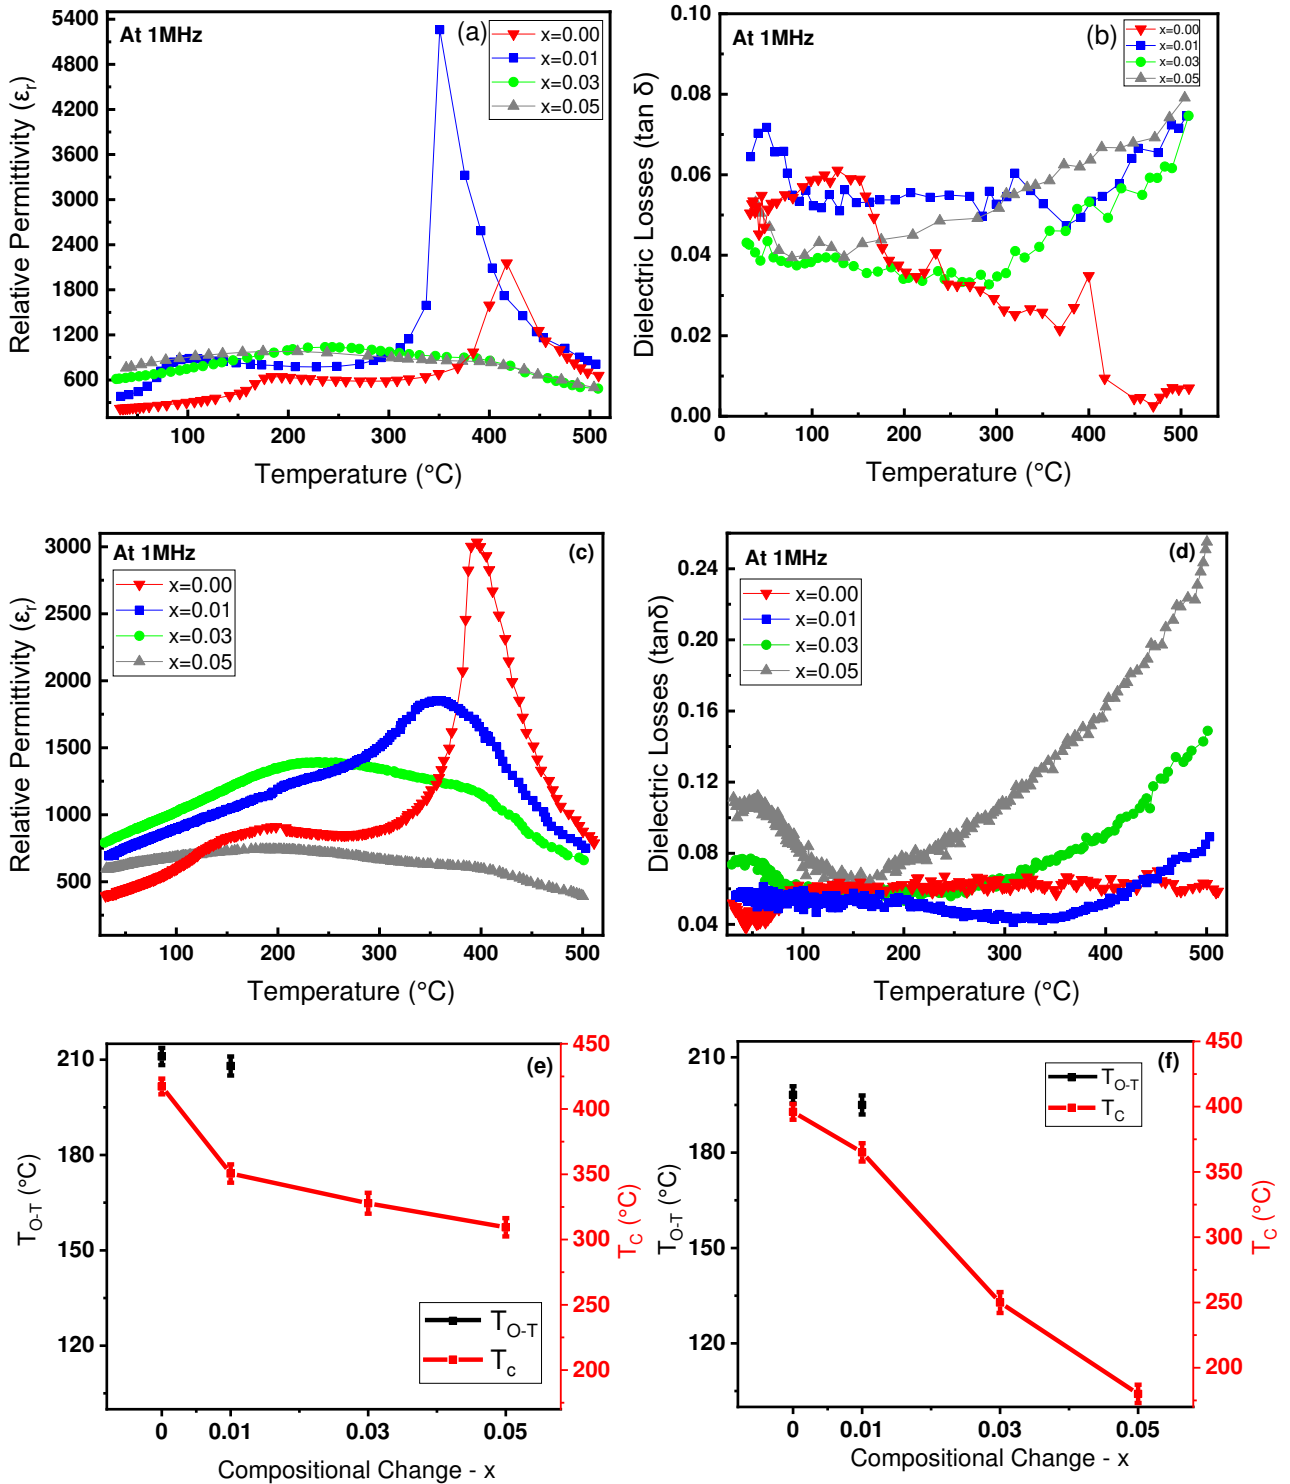 5400
4800
4200
3600
3000
2400
1800
1200
600
100
200
300
400
500
Relative Permittivity (εr)
Temperature (°C)
At 1MHz
(a)
x=0.00
x=0.01
x=0.03
x=0.05
0.10
0.08
0.06
0.04
0.02
0.00
0
100
200
300
400
500
Dielectric Losses (tan δ)
Temperature (°C)
At 1MHz
(b)
x=0.00
x=0.01
x=0.03
x=0.05
3000
2500
2000
1500
1000
500
100
200
300
400
500
Relative Permittivity (εr)
Temperature (°C)
At 1MHz
(c)
x=0.00
x=0.01
x=0.03
x=0.05
0.24
0.20
0.16
0.12
0.08
0.04
100
200
300
400
500
Dielectric Losses (tanδ)
Temperature (°C)
At 1MHz
(d)
x=0.00
x=0.01
x=0.03
x=0.05
210
180
150
120
TO-T (°C)
450
400
350
300
250
200
TC (°C)
(e)
TO-T
Tc
0
0.01
0.03
0.05
Compositional Change - x
210
180
150
120
TO-T (°C)
450
400
350
300
250
200
TC (°C)
(f)
TO-T
TC
0
0.01
0.03
0.05
Compositional Change - x